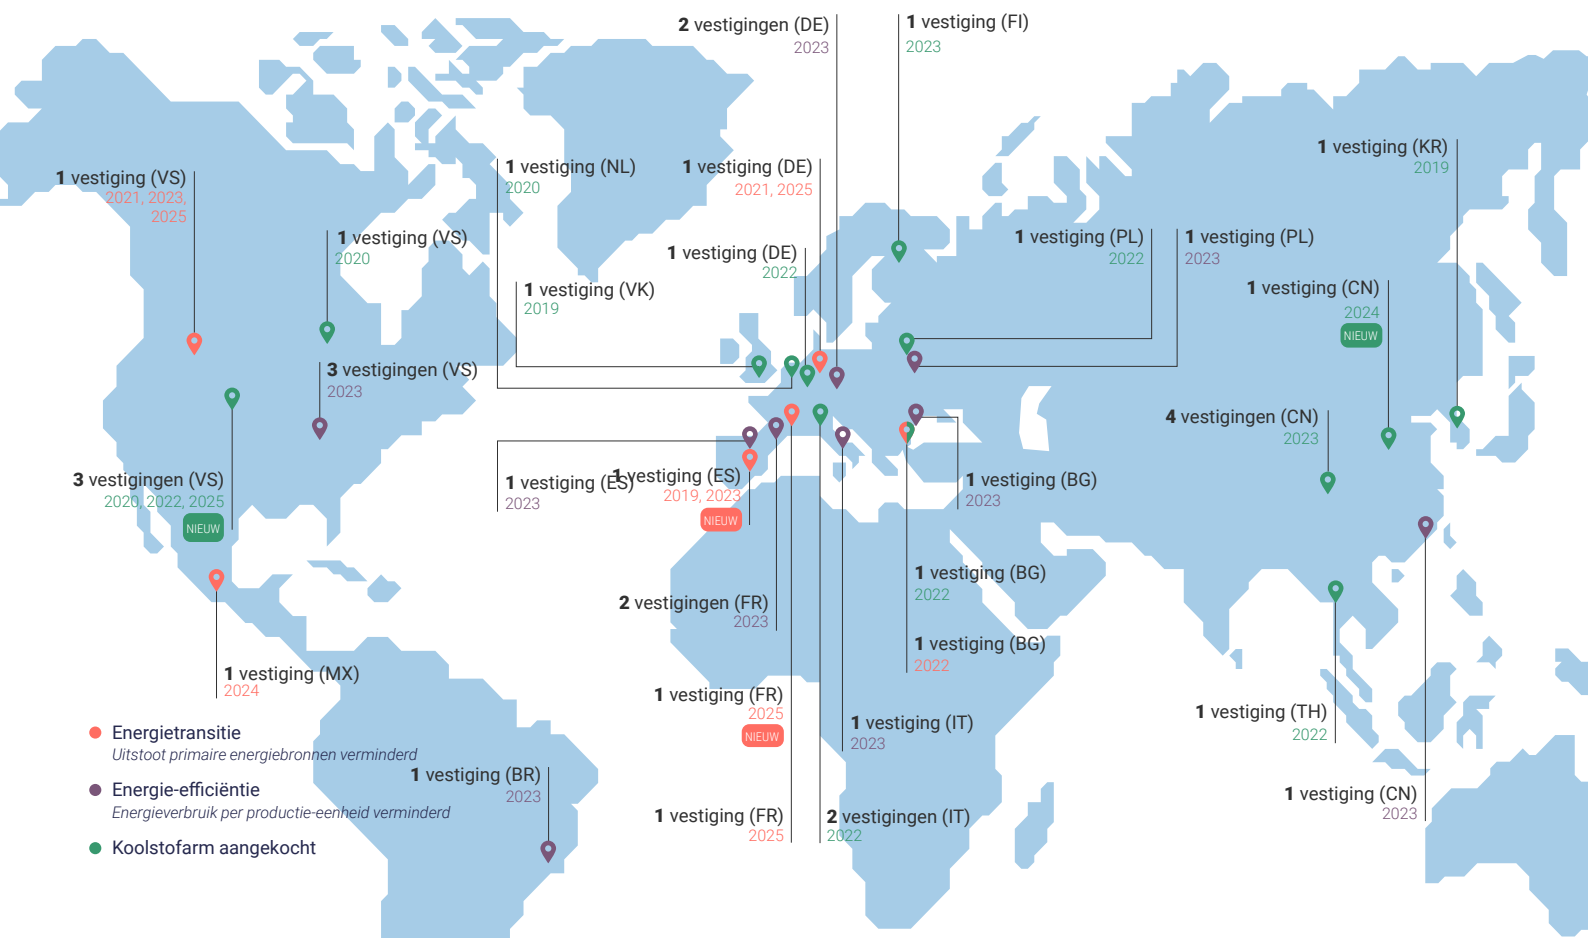 2 vestigingen (DE)
2023
1 vestiging (FI)
2023
1 vestiging (KR)
2019
1 vestiging (VS)
2021, 2023,
2025
1 vestiging (NL)
2020
1 vestiging (DE)
2021, 2025
1 vestiging (VS)
2020
1 vestiging (DE)
2022
1 vestiging (PL)
2022
1 vestiging (PL)
2023
1 vestiging (VK)
2019
1 vestiging (CN)
2024
NIEUW
3 vestigingen (VS)
2023
4 vestigingen (CN)
2023
3 vestigingen (VS)
2020, 2022, 2025
NIEUW
1 vestiging (ES)
2023
1 vestiging (ES)
2019, 2023
NIEUW
1 vestiging (BG)
2023
1 vestiging (BG)
2022
2 vestigingen (FR)
2023
1 vestiging (BG)
2022
1 vestiging (MX)
2024
1 vestiging (FR)
2025
NIEUW
1 vestiging (IT)
2023
1 vestiging (TH)
2022
Energietransitie
Uitstoot primaire energiebronnen verminderd
Energie-efficiëntie
Energieverbruik per productie-eenheid verminderd
Koolstofarm aangekocht
1 vestiging (BR)
2023
1 vestiging (FR)
2025
2 vestigingen (IT)
2022
1 vestiging (CN)
2023